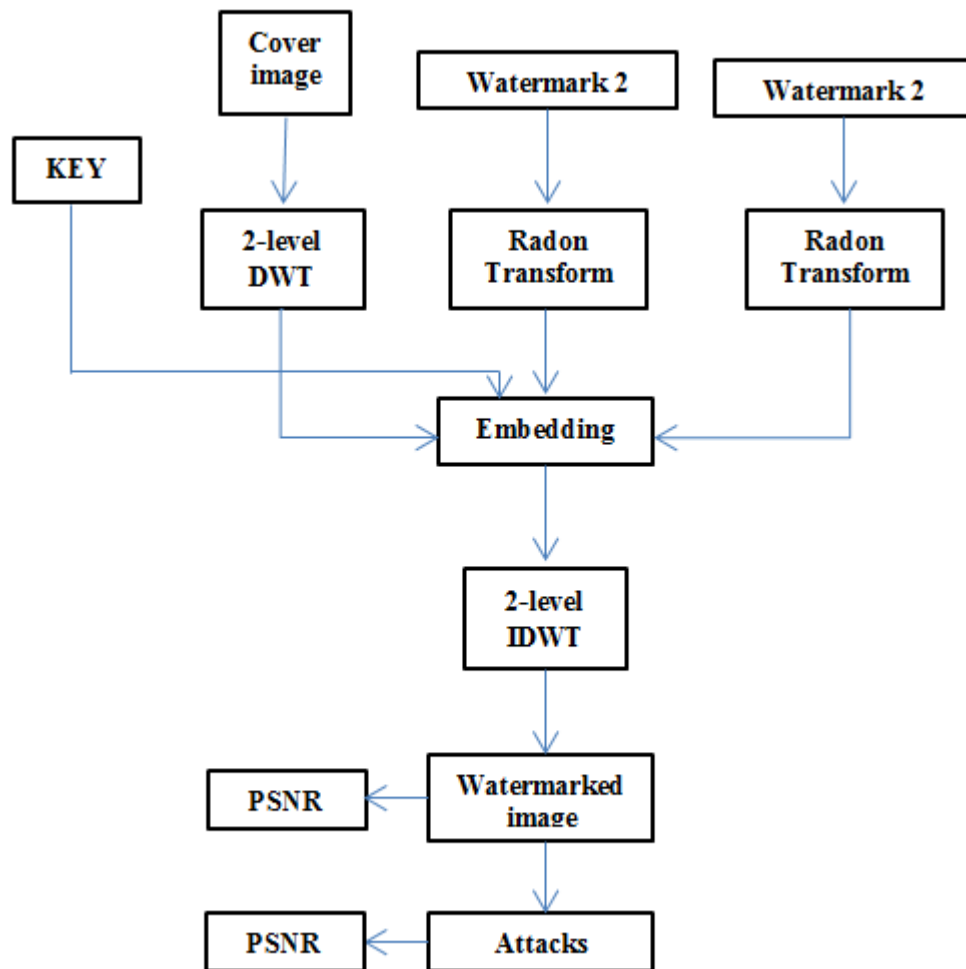 Cover
image
Watermark 2
Watermark 2
KEY
2-level
DWT
Radon
Transform
Radon
Transform
Embedding
2-level
IDWT
PSNR
Watermarked
image
PSNR
Attacks